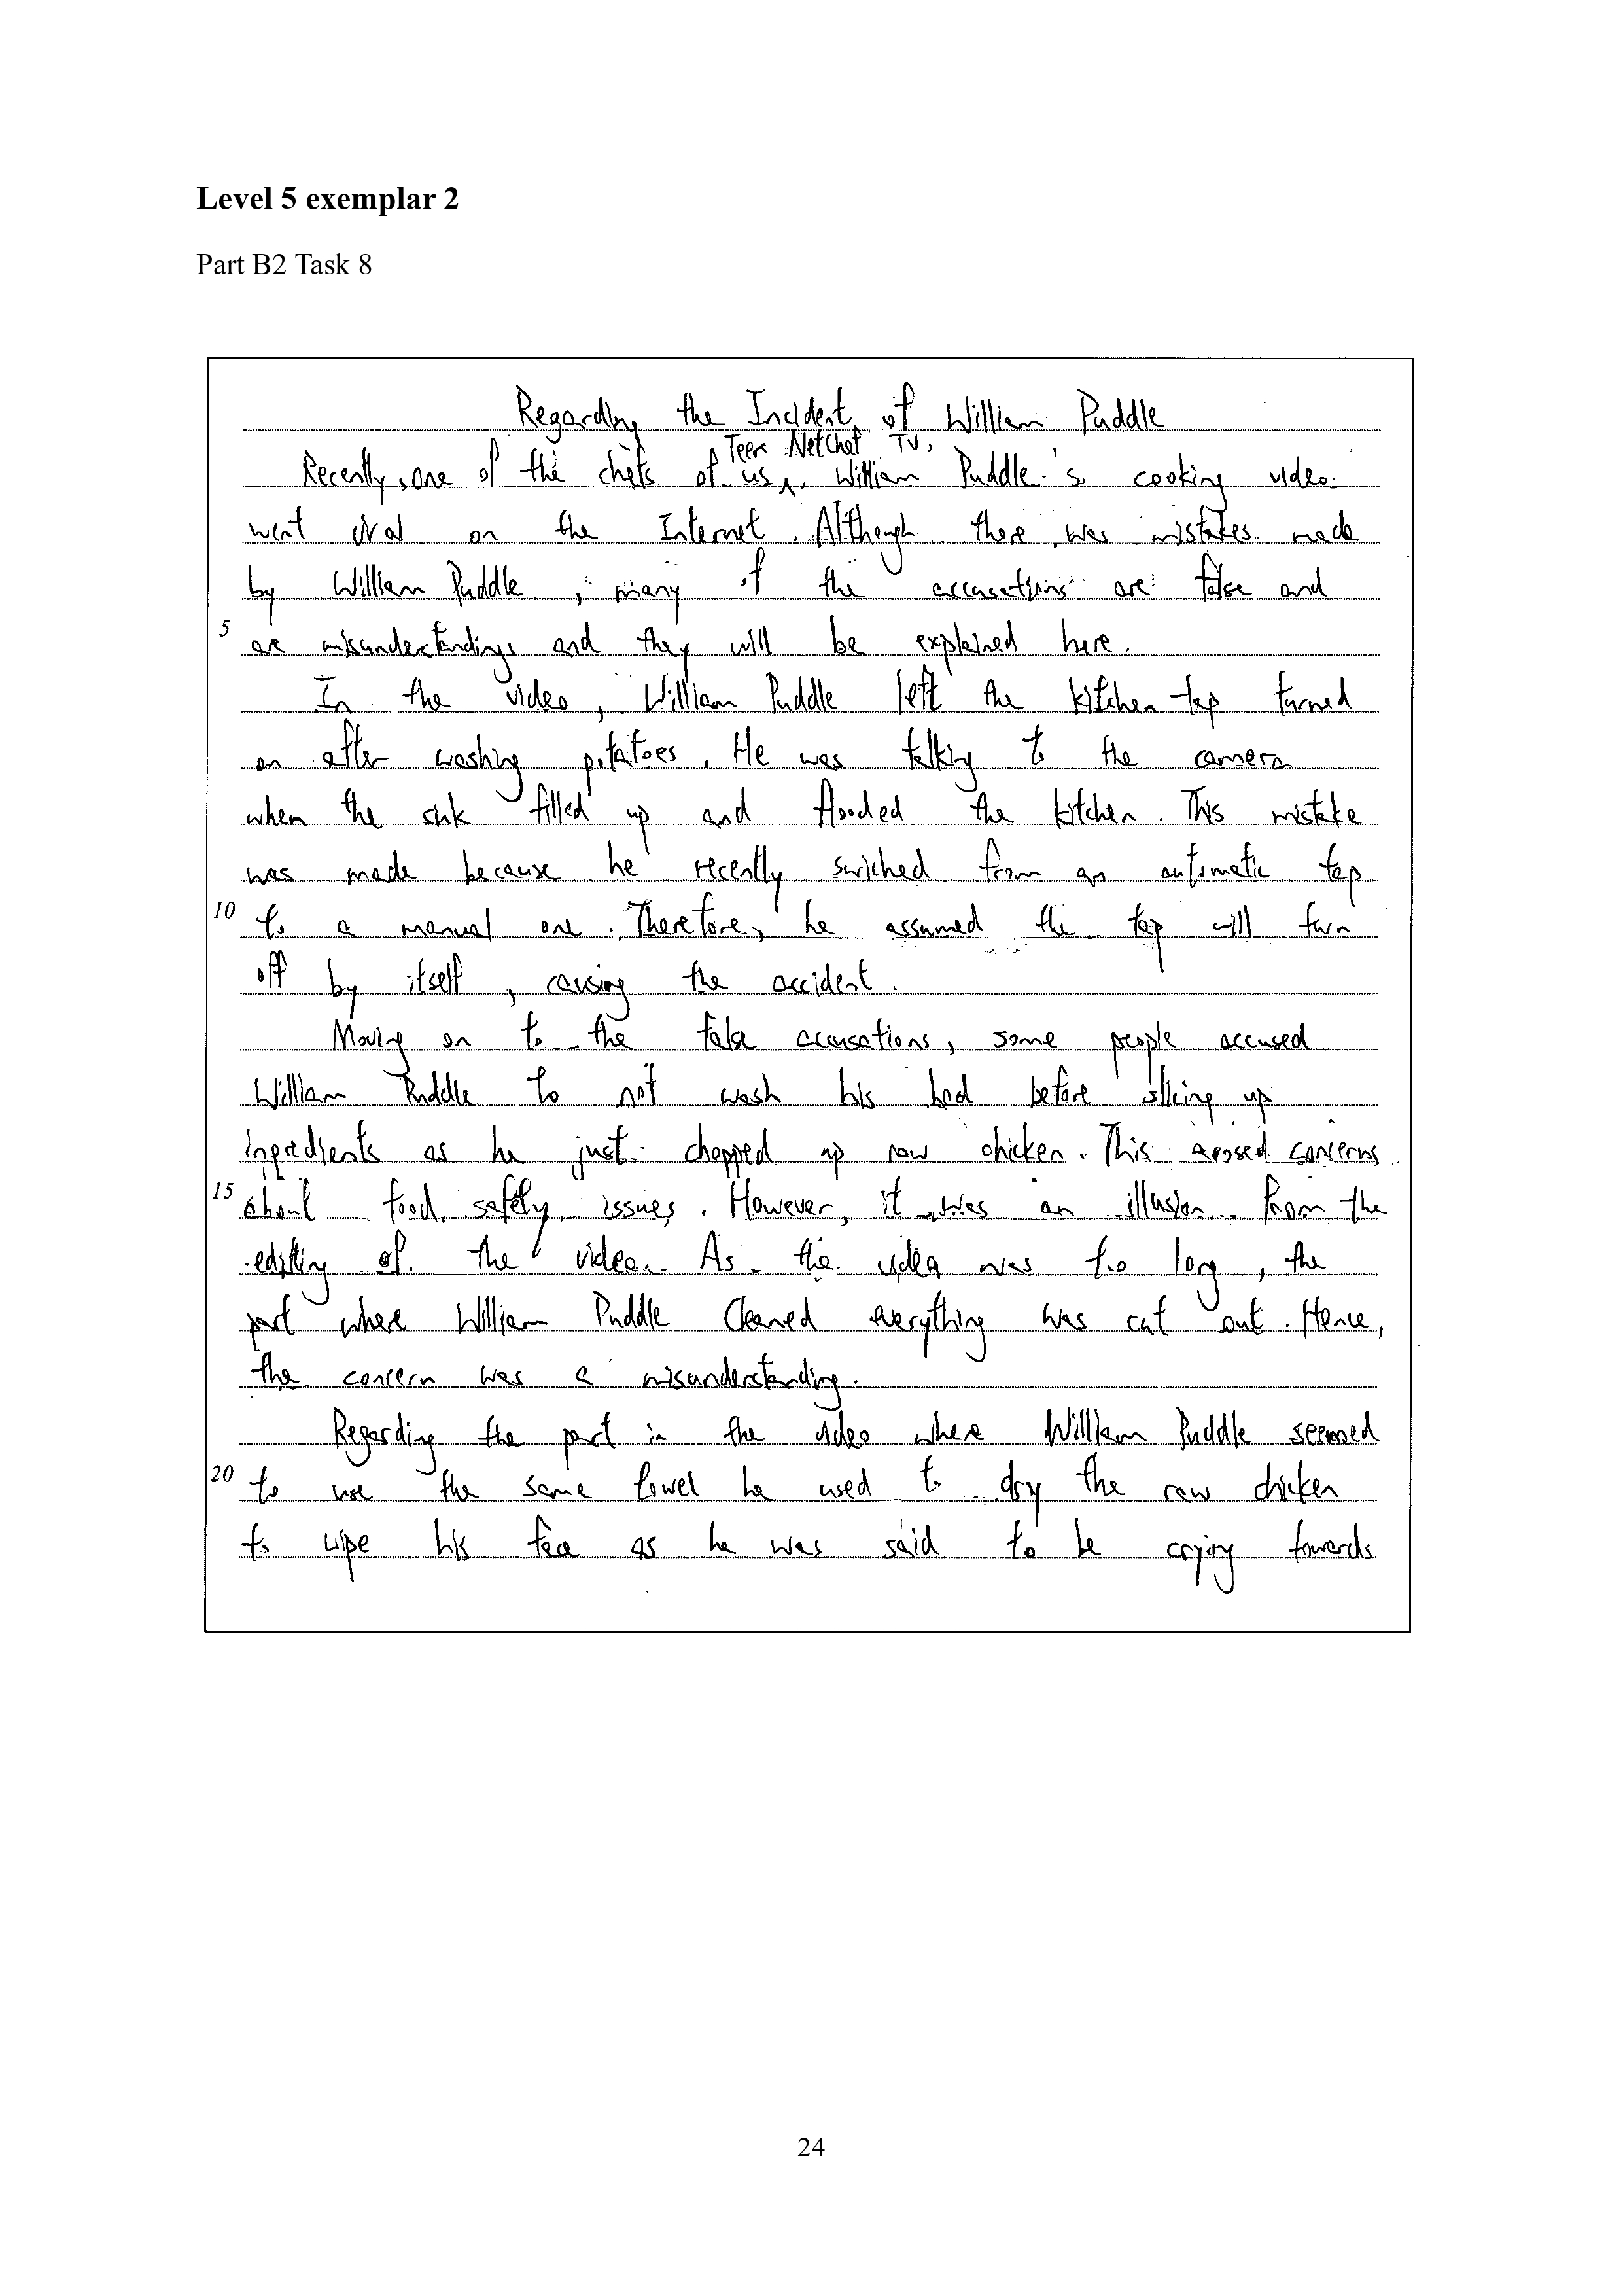 Level 5 exemplar 2
Part B2 Task 8
Regarding the Incident of William Puddle
Teen NetChat TV,
Recently, one of the chefs of us, William Puddle's cooking video
went viral on the Internet. Although there was mistakes made
by William Puddle, many of the accusations are false and
5 are misunderstandings and they will be explained here.
In the video, William Puddle left the kitchen tap turned
on after washing potatoes. He was talking to the camera
when the sink filled up and flooded the kitchen. This mistake
was made because he recently swiched from an automatic tap
10 to a manual one. Therefore, he assumed the tap will turn
off by itself, causing the accident.
Moving on to the false accusations, some people accused
William Puddle to not wash his had before slicing up
ingredients as he just chopped up raw chicken. This arosed concerns
15 about food safety issues. However, it was an illusion from the
editing of the video. As the video was too long, the
part where William Puddle cleaned everything was cut out. Hence,
the concern was a misunderstanding.
Regarding the part in the video where William Puddle seemed
20 to use the same towel he used to dry the raw chicken
to wipe his face as he was said to be crying towards
24